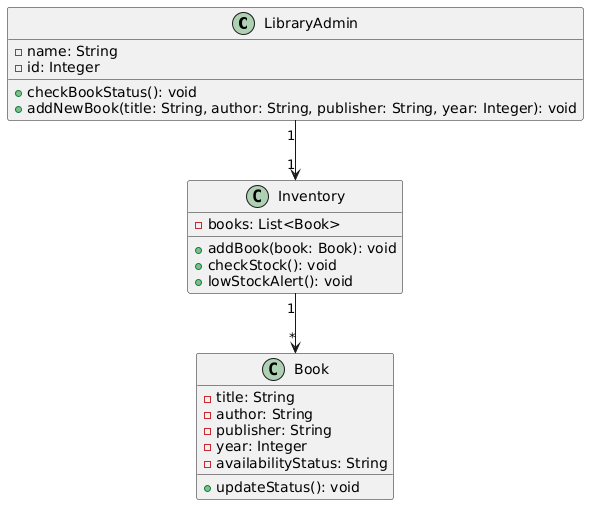 C LibraryAdmin
name: String
id: Integer
checkBookStatus(): void
addNewBook(title: String, author: String, publisher: String, year: Integer): void
1
1
C Inventory
books: List<Book>
addBook(book: Book): void
checkStock(): void
lowStockAlert(): void
1
*
C Book
title: String
author: String
publisher: String
year: Integer
availabilityStatus: String
updateStatus(): void